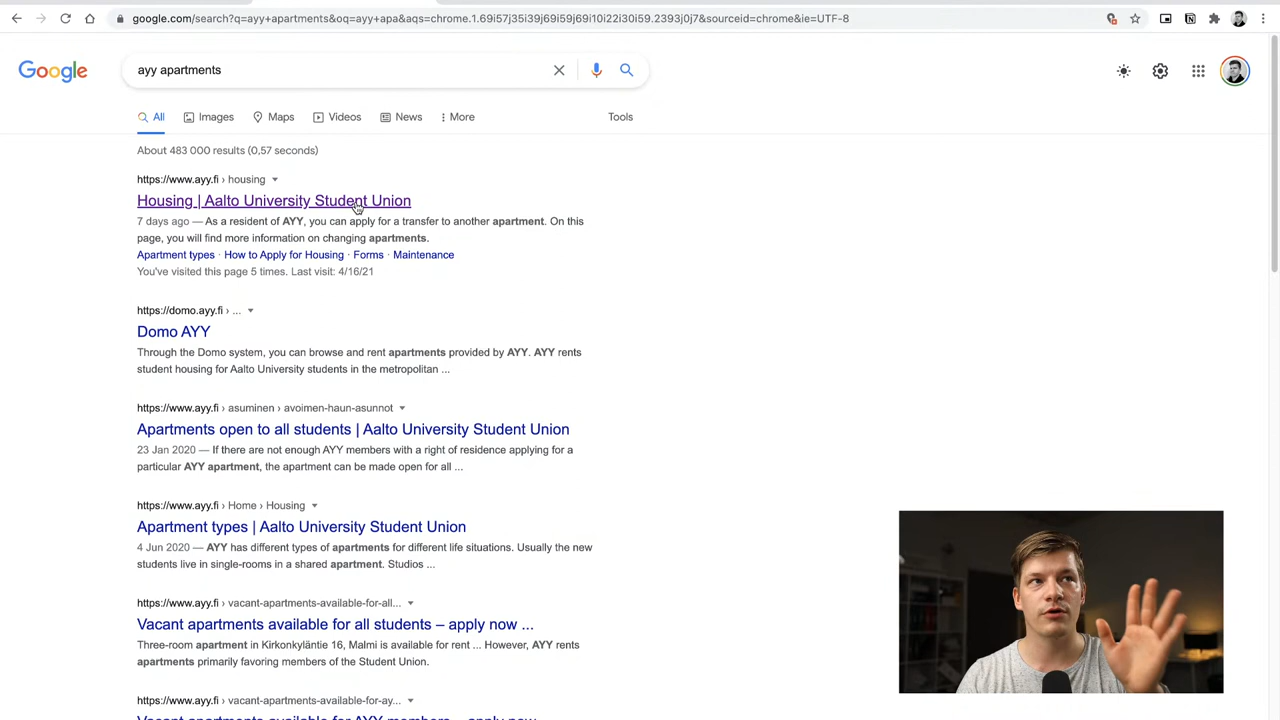 google.com/search?q=ayy+apartments&oq=ayy+apa&aqs=chrome.1.69i57j35i39j69i59j69i10i22i30i59.2393j0j7&sourceid=chrome&ie=UTF-8
Google
ayy apartments
All Images Maps Videos News More Tools
About 483 000 results (0,57 seconds)
https://www.ayy.fi › housing
Housing | Aalto University Student Union
7 days ago — As a resident of AYY, you can apply for a transfer to another apartment. On this
page, you will find more information on changing apartments.
Apartment types · How to Apply for Housing · Forms · Maintenance
You've visited this page 5 times. Last visit: 4/16/21
https://domo.ayy.fi › ...
Domo AYY
Through the Domo system, you can browse and rent apartments provided by AYY. AYY rents
student housing for Aalto University students in the metropolitan ...
https://www.ayy.fi › asuminen › avoimen-haun-asunnot
Apartments open to all students | Aalto University Student Union
23 Jan 2020 — If there are not enough AYY members with a right of residence applying for a
particular AYY apartment, the apartment can be made open for all ...
https://www.ayy.fi › Home › Housing
Apartment types | Aalto University Student Union
4 Jun 2020 — AYY has different types of apartments for different life situations. Usually the new
students live in single-rooms in a shared apartment. Studios ...
https://www.ayy.fi › vacant-apartments-available-for-all...
Vacant apartments available for all students – apply now ...
Three-room apartment in Kirkonkyläntie 16, Malmi is available for rent ... However, AYY rents
apartments primarily favoring members of the Student Union.
https://www.ayy.fi › vacant-apartments-available-for-ay...
Vacant apartments available for AYY members – apply now